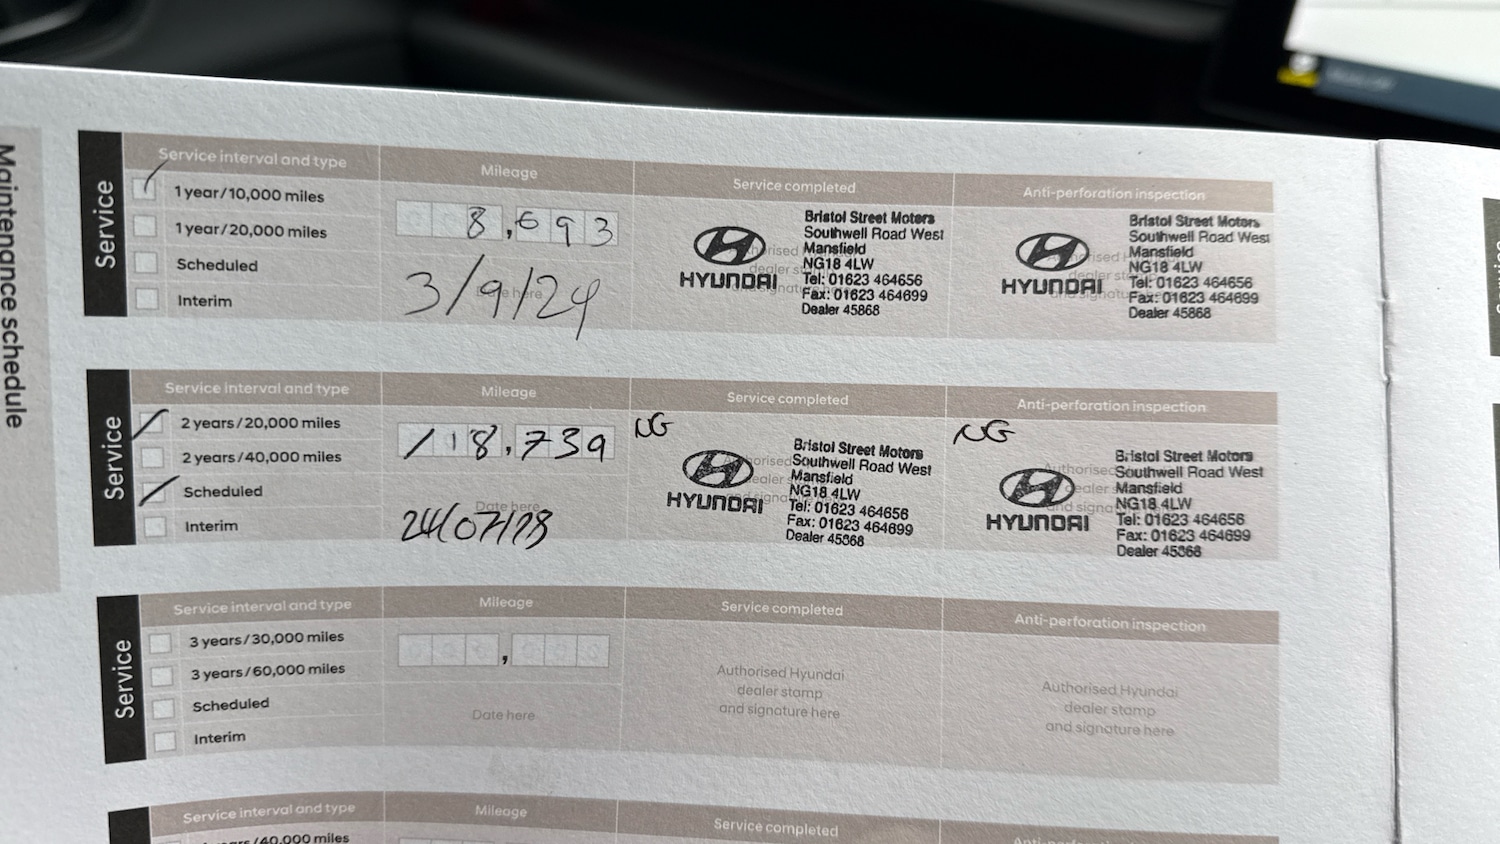 Maintenance schedule
Service
Service interval and type
1 year/10,000 miles
1 year/20,000 miles
Scheduled
Interim
Mileage
8,693
3/9/24
Service completed
HYUNDAI
Bristol Street Motors
Southwell Road West
Mansfield
NG18 4LW
Tel: 01623 464656
Fax: 01623 464699
Dealer 45868
Anti-perforation inspection
HYUNDAI
Bristol Street Motors
Southwell Road West
Mansfield
NG18 4LW
Tel: 01623 464656
Fax: 01623 464699
Dealer 45868
Service
Service interval and type
2 years/20,000 miles
2 years/40,000 miles
Scheduled
Interim
Mileage
18,739
Date here
24/07/
Service completed
NG
HYUNDAI
Bristol Street Motors
Southwell Road West
Mansfield
NG18 4LW
Tel: 01623 464656
Fax: 01623 464699
Dealer 45868
Anti-perforation inspection
NG
HYUNDAI
Bristol Street Motors
Southwell Road West
Mansfield
NG18 4LW
Tel: 01623 464656
Fax: 01623 464699
Dealer 45868
Service
Service interval and type
3 years/30,000 miles
3 years/60,000 miles
Scheduled
Interim
Mileage
,
Date here
Service completed
Authorised Hyundai
dealer stamp
and signature here
Anti-perforation inspection
Authorised Hyundai
dealer stamp
and signature here
Service interval and type
/40,000 miles
Mileage
Service completed